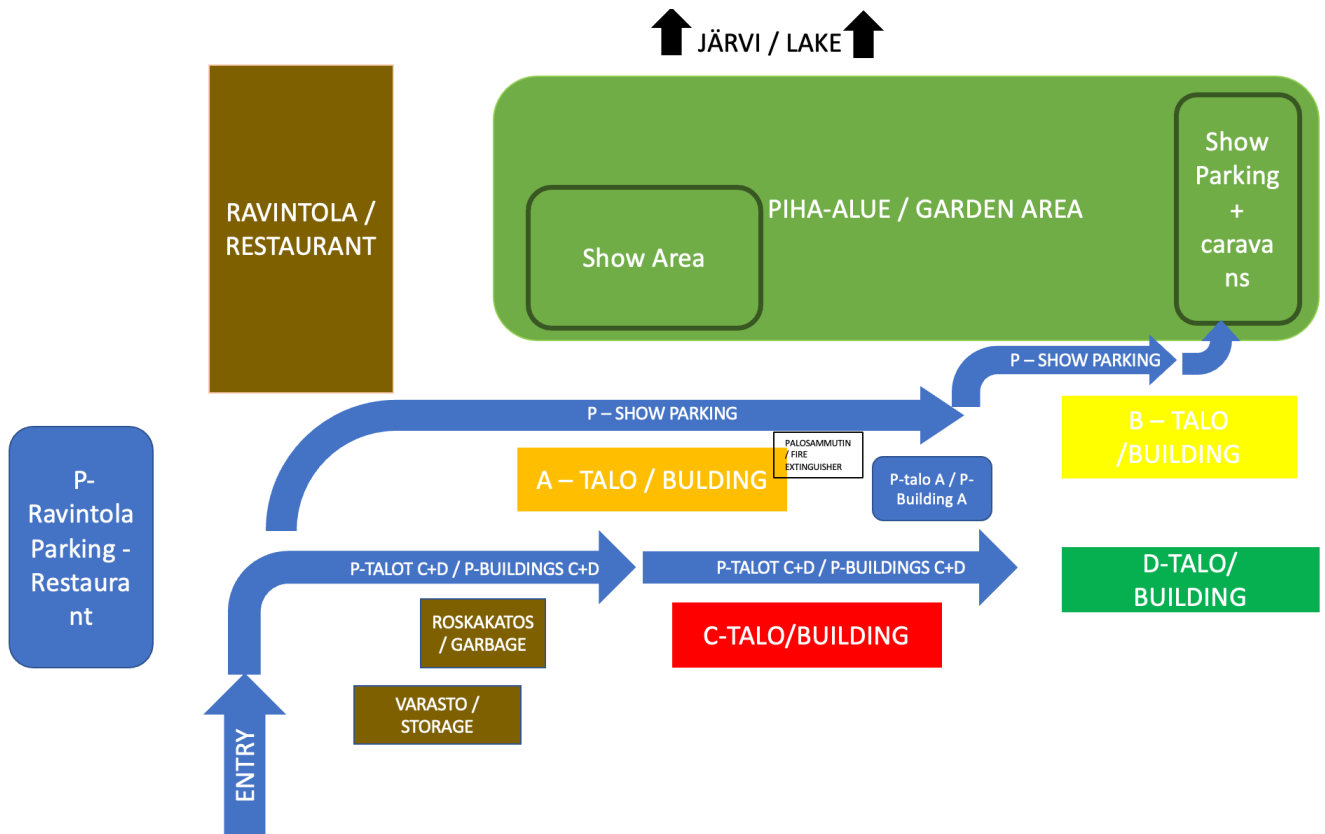 JÄRVI / LAKE
RAVINTOLA /
RESTAURANT
PIHA-ALUE / GARDEN AREA
Show Area
Show
Parking
+
carava
ns
P – SHOW PARKING
P – SHOW PARKING
B – TALO
/BUILDING
PALOSAMMUTIN
/ FIRE
EXTINGUISHER
A – TALO / BULDING
P-talo A / P-
Building A
P-
Ravintola
Parking -
Restaura
nt
P-TALOT C+D / P-BUILDINGS C+D
P-TALOT C+D / P-BUILDINGS C+D
D-TALO/
BUILDING
ROSKAKATOS
/ GARBAGE
C-TALO/BUILDING
VARASTO /
STORAGE
ENTRY